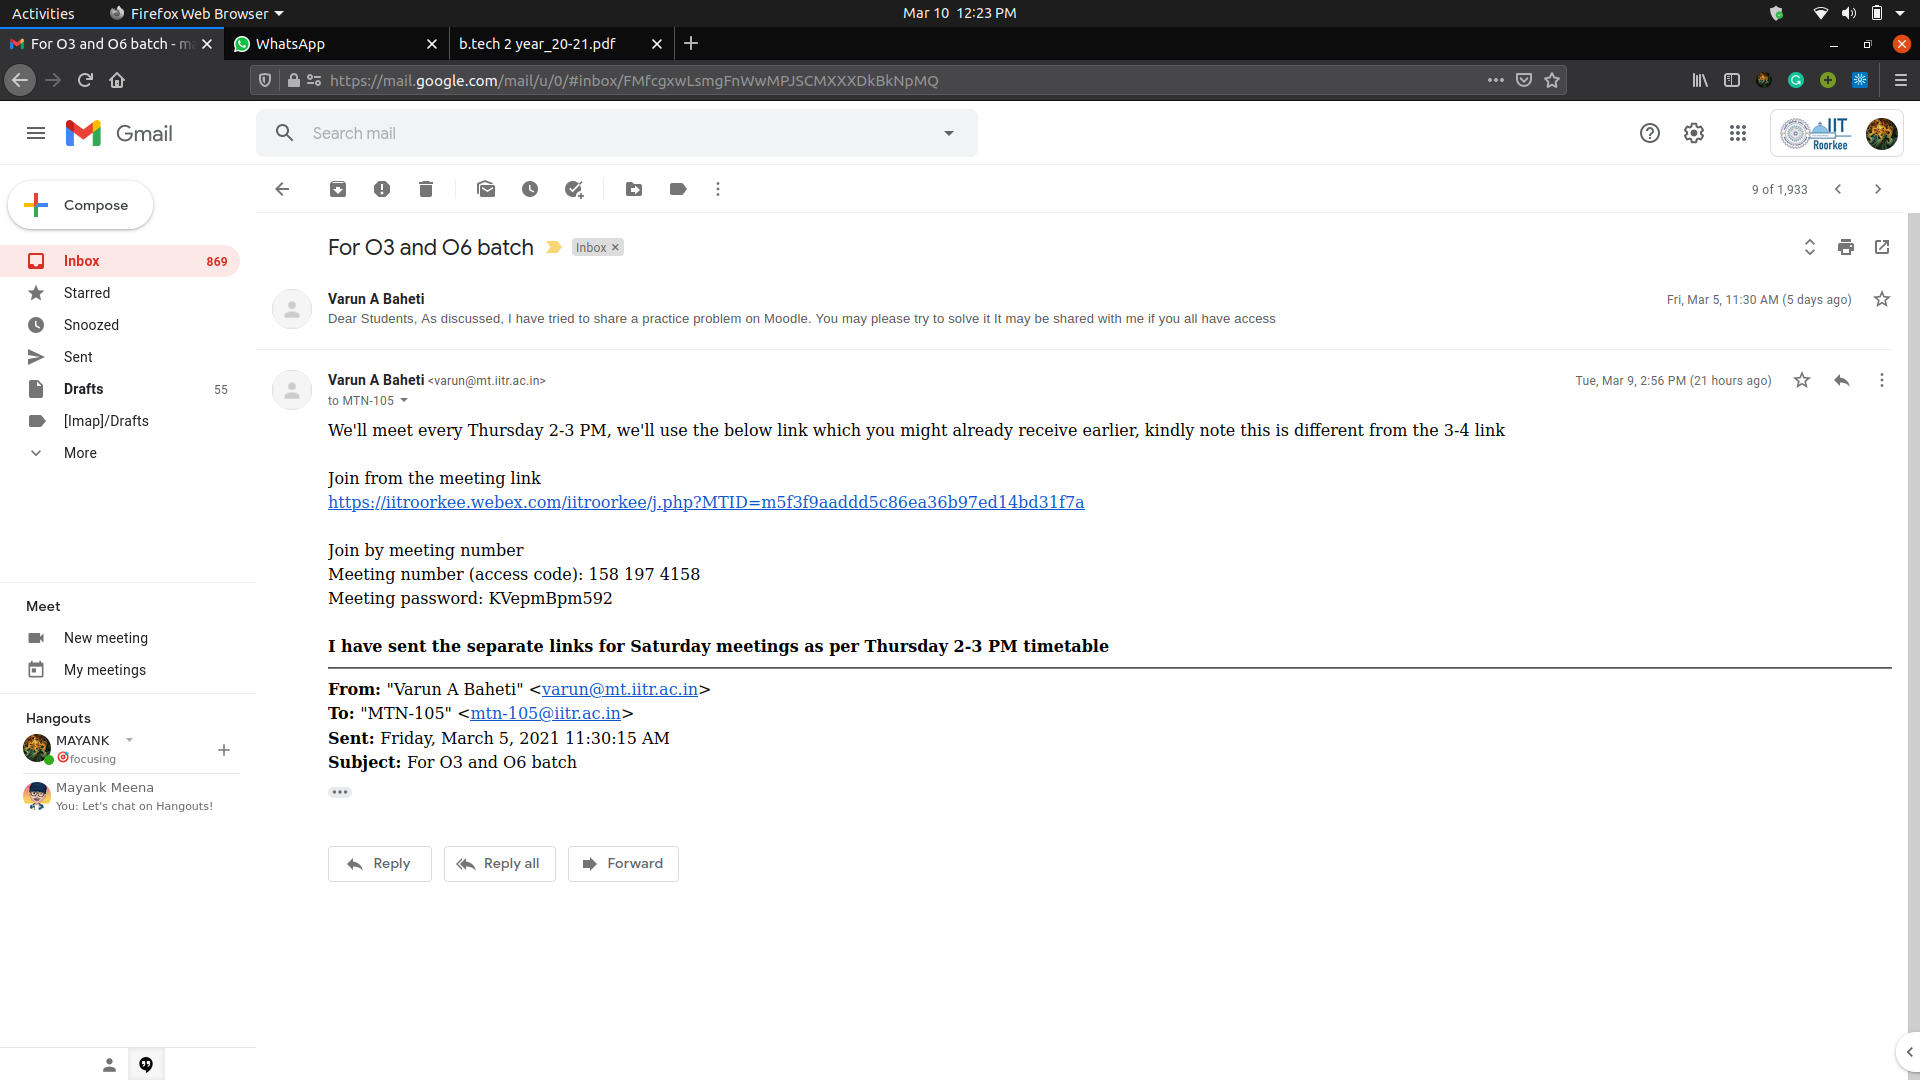 Activities
Firefox Web Browser
Mar 10 12:23 PM
For O3 and O6 batch - ma
WhatsApp
b.tech 2 year_20-21.pdf
https://mail.google.com/mail/u/0/#inbox/FMfcgxwLsmgFnWwMPJSCMXXXDkBkNpMQ
Gmail
Search mail
IIT
Roorkee
Compose
9 of 1,933
Inbox 869
Starred
Snoozed
Sent
Drafts 55
[Imap]/Drafts
More
Meet
New meeting
My meetings
Hangouts
MAYANK
focusing
Mayank Meena
You: Let's chat on Hangouts!
For O3 and O6 batch
Inbox ×
Varun A Baheti
Fri, Mar 5, 11:30 AM (5 days ago)
Dear Students, As discussed, I have tried to share a practice problem on Moodle. You may please try to solve it It may be shared with me if you all have access
Varun A Baheti <varun@mt.iitr.ac.in>
Tue, Mar 9, 2:56 PM (21 hours ago)
to MTN-105
We'll meet every Thursday 2-3 PM, we'll use the below link which you might already receive earlier, kindly note this is different from the 3-4 link
Join from the meeting link
https://iitroorkee.webex.com/iitroorkee/j.php?MTID=m5f3f9aaddd5c86ea36b97ed14bd31f7a
Join by meeting number
Meeting number (access code): 158 197 4158
Meeting password: KVepmBpm592
I have sent the separate links for Saturday meetings as per Thursday 2-3 PM timetable
From: "Varun A Baheti" <varun@mt.iitr.ac.in>
To: "MTN-105" <mtn-105@iitr.ac.in>
Sent: Friday, March 5, 2021 11:30:15 AM
Subject: For O3 and O6 batch
Reply
Reply all
Forward